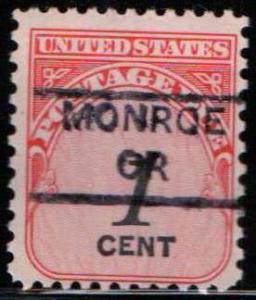 UNITED STATES
POSTAGE DUE
MONROE
OR
1
CENT